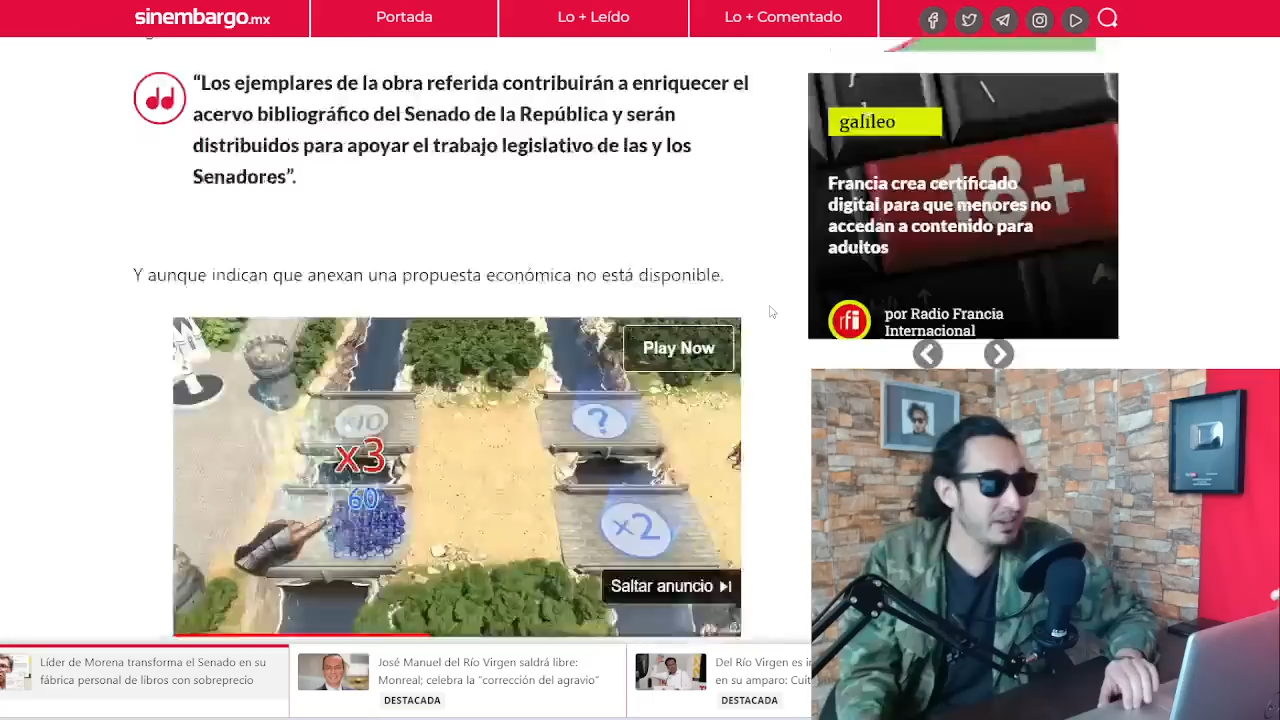 sinembargo.mx
Portada
Lo + Leído
Lo + Comentado
“Los ejemplares de la obra referida contribuirán a enriquecer el
acervo bibliográfico del Senado de la República y serán
distribuidos para apoyar el trabajo legislativo de las y los
Senadores”.
Y aunque indican que anexan una propuesta económica no está disponible.
Play Now
x3
60
?
x2
Saltar anuncio
galileo
18+
Francia crea certificado
digital para que menores no
accedan a contenido para
adultos
rfi
por Radio Francia
Internacional
Líder de Morena transforma el Senado en su
fábrica personal de libros con sobreprecio
José Manuel del Río Virgen saldrá libre:
Monreal; celebra la “corrección del agravio”
DESTACADA
Del Río Virgen es
en su amparo:
DESTACADA